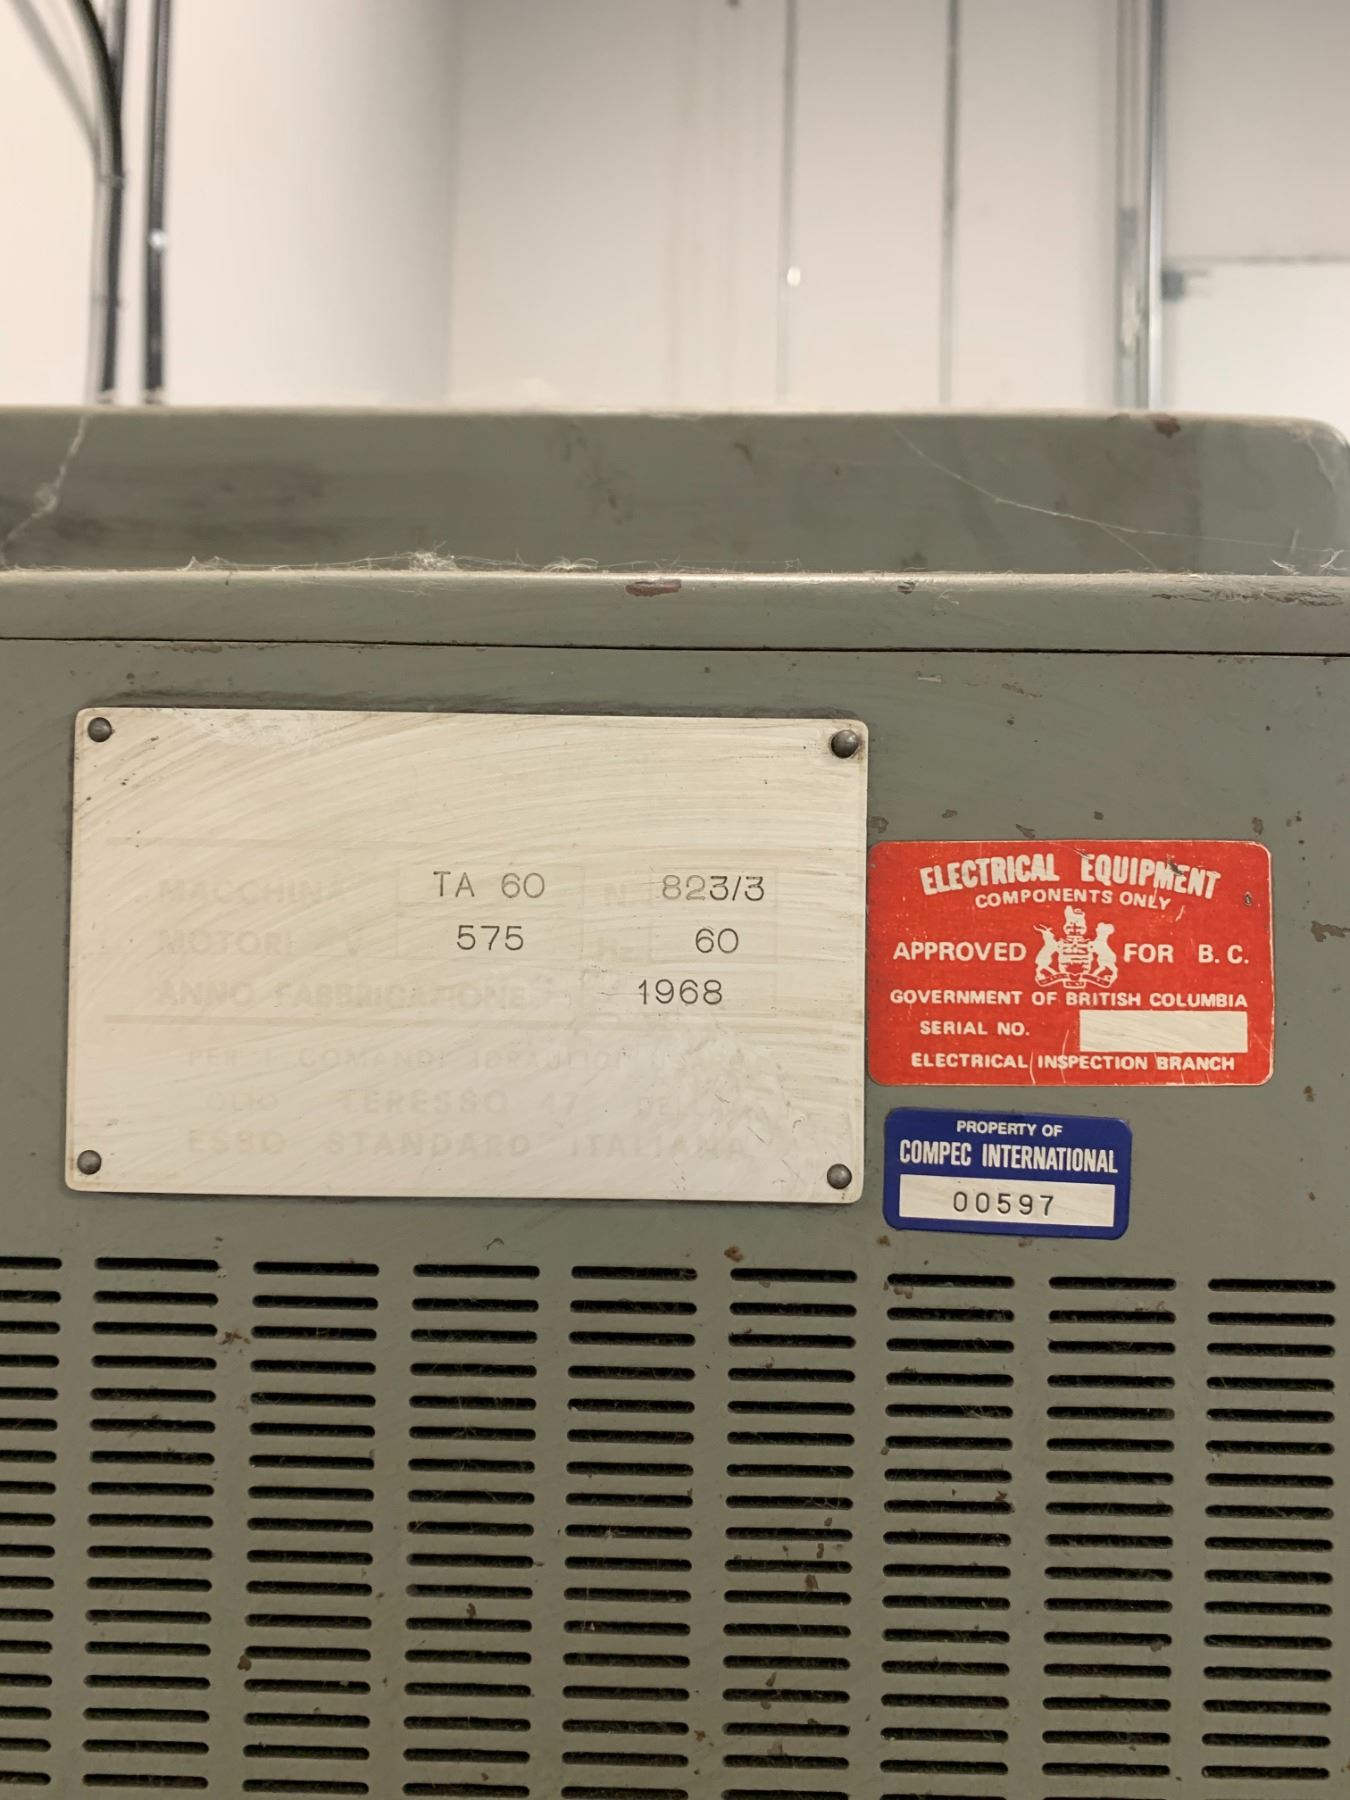 MACCHINA TA 60 N. 823/3
MOTORI V. 575 Hz 60
ANNO FABBRICAZIONE 1968
PER I COMANDI IDRAULICI
OLIO TERESSO 47 DELLA
ESSO STANDARD ITALIANA
ELECTRICAL EQUIPMENT
COMPONENTS ONLY
APPROVED FOR B.C.
GOVERNMENT OF BRITISH COLUMBIA
SERIAL NO.
ELECTRICAL INSPECTION BRANCH
PROPERTY OF
COMPEC INTERNATIONAL
00597